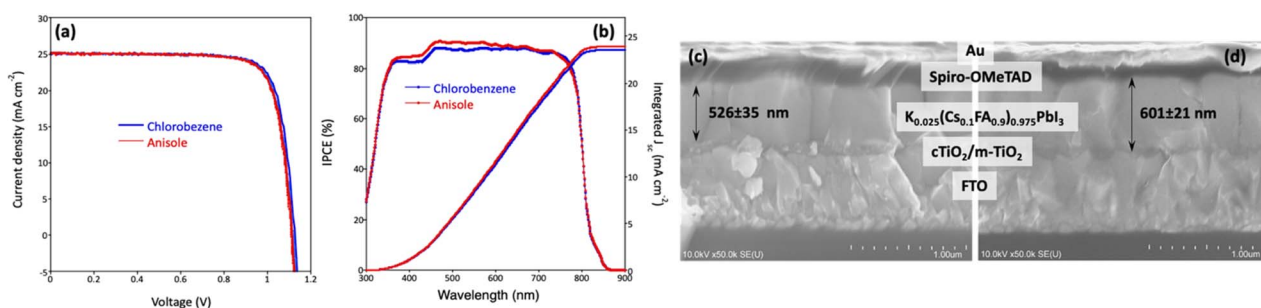 (a)
Current density (mA cm⁻²)
30
25
20
15
10
5
0
-5
Chlorobezene
Anisole
0
0.2
0.4
0.6
0.8
1
1.2
Voltage (V)
(b)
IPCE (%)
100
80
60
40
20
0
Chlorobenzene
Anisole
300
400
500
600
700
800
900
Wavelength (nm)
25
20
15
10
5
0
Integrated J_sc (mA cm⁻²)
(c)
(d)
Au
Spiro-OMeTAD
K₀.₀₂₅(Cs₀.₁FA₀.₉)₀.₉₇₅PbI₃
cTiO₂/m-TiO₂
FTO
526±35 nm
601±21 nm
10.0kV x50.0k SE(U)
1.00um
10.0kV x50.0k SE(U)
1.00um